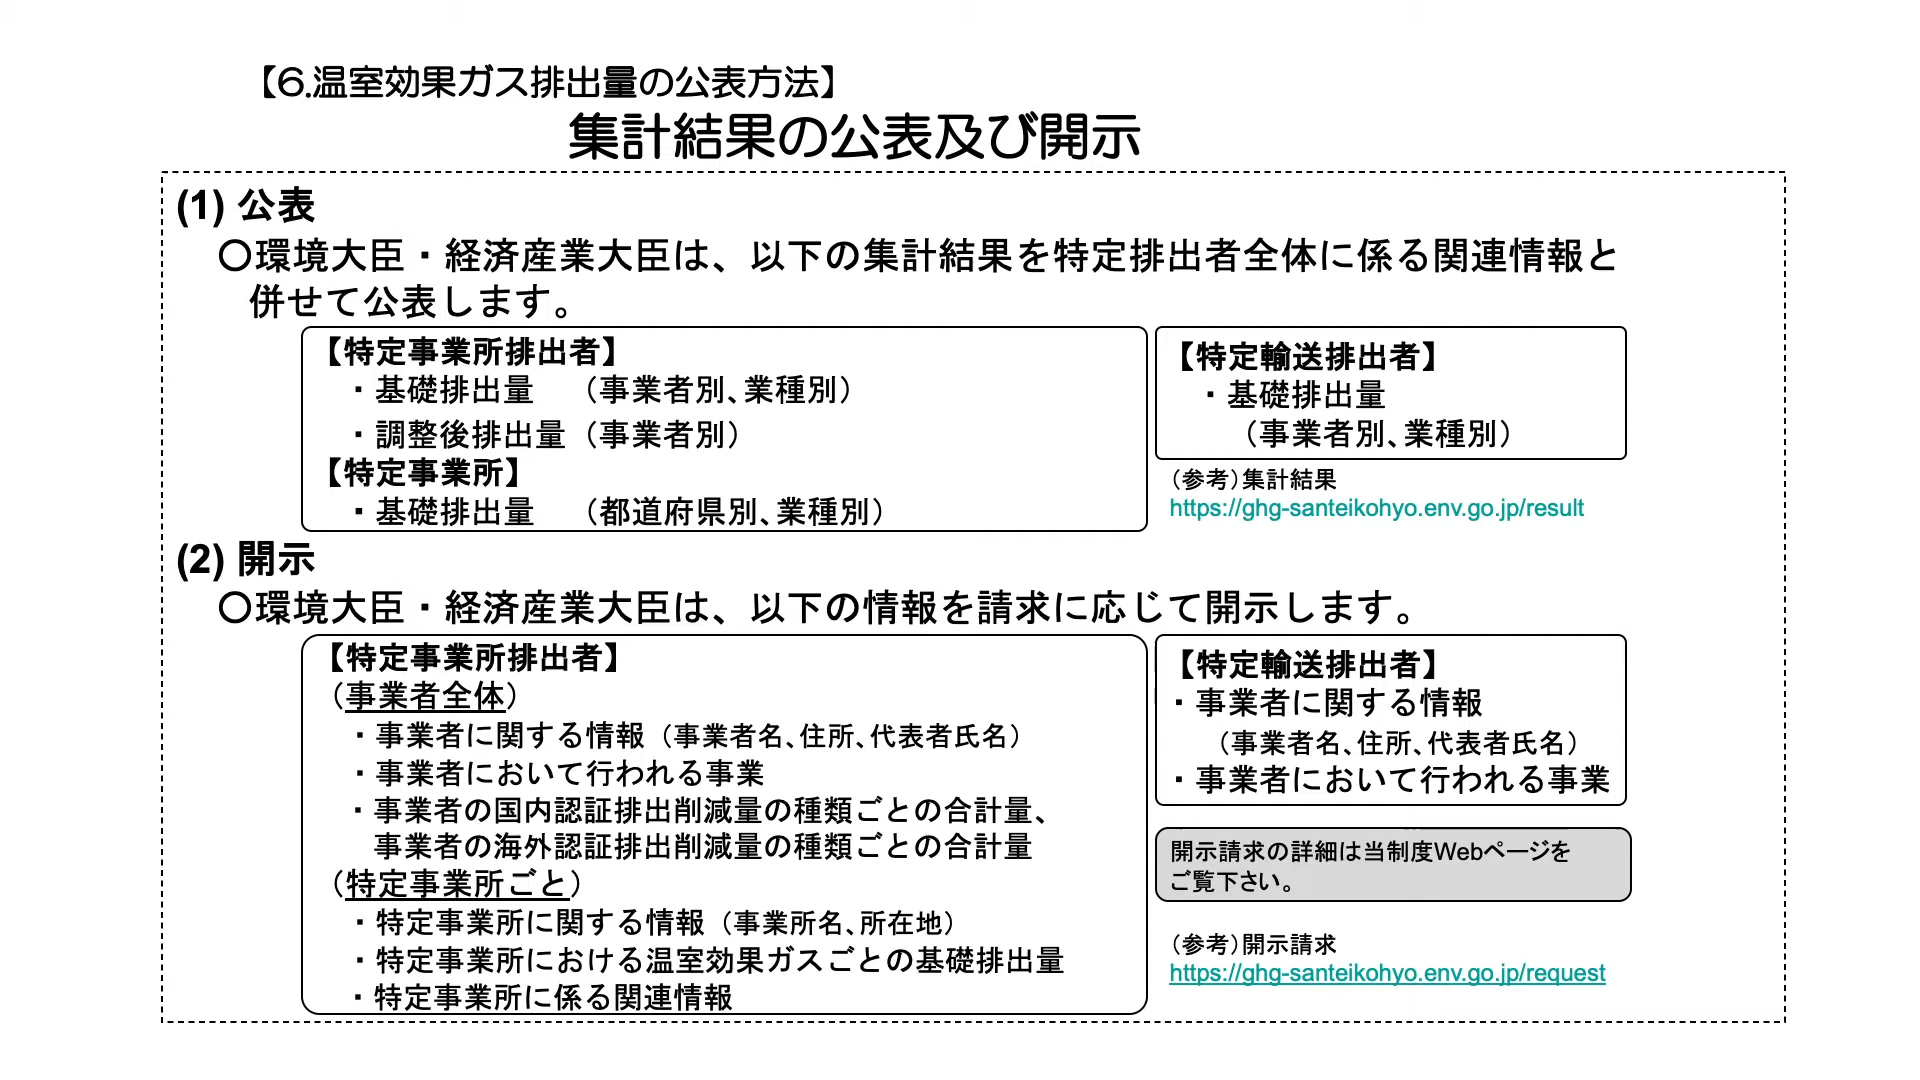 【6.温室効果ガス排出量の公表方法】
集計結果の公表及び開示
(1) 公表
〇環境大臣・経済産業大臣は、以下の集計結果を特定排出者全体に係る関連情報と
併せて公表します。
【特定事業所排出者】
・基礎排出量　（事業者別、業種別）
・調整後排出量（事業者別）
【特定事業所】
・基礎排出量　（都道府県別、業種別）
【特定輸送排出者】
・基礎排出量
（事業者別、業種別）
（参考）集計結果
https://ghg-santeikohyo.env.go.jp/result
(2) 開示
〇環境大臣・経済産業大臣は、以下の情報を請求に応じて開示します。
【特定事業所排出者】
（事業者全体）
・事業者に関する情報（事業者名、住所、代表者氏名）
・事業者において行われる事業
・事業者の国内認証排出削減量の種類ごとの合計量、
事業者の海外認証排出削減量の種類ごとの合計量
（特定事業所ごと）
・特定事業所に関する情報（事業所名、所在地）
・特定事業所における温室効果ガスごとの基礎排出量
・特定事業所に係る関連情報
【特定輸送排出者】
・事業者に関する情報
（事業者名、住所、代表者氏名）
・事業者において行われる事業
開示請求の詳細は当制度Webページを
ご覧下さい。
（参考）開示請求
https://ghg-santeikohyo.env.go.jp/request